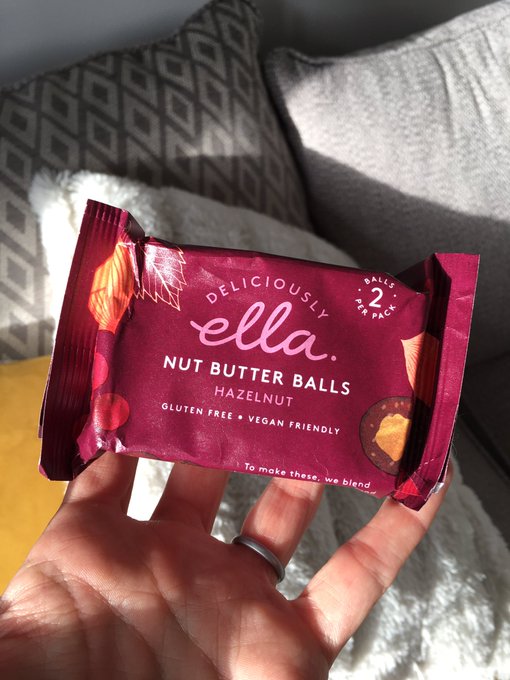 DELICIOUSLY
ella.
BALLS
2
PER PACK
NUT BUTTER BALLS
HAZELNUT
GLUTEN FREE • VEGAN FRIENDLY
To make these, we blend